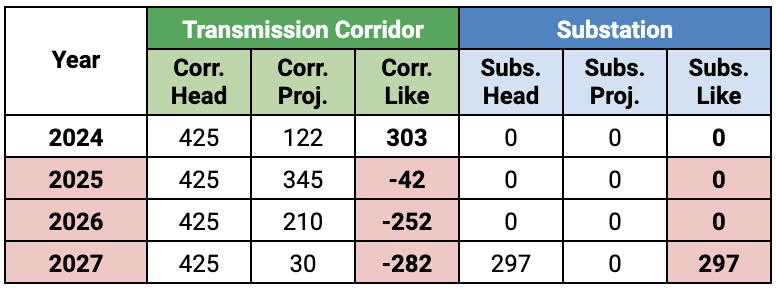 Year Transmission Corridor Substation
Corr. Head Corr. Proj. Corr. Like Subs. Head Subs. Proj. Subs. Like
2024 425 122 303 0 0 0
2025 425 345 -42 0 0 0
2026 425 210 -252 0 0 0
2027 425 30 -282 297 0 297